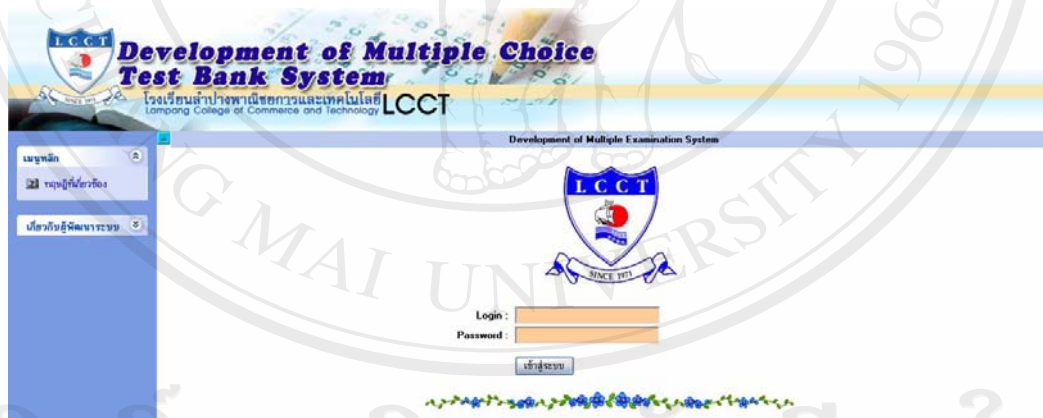 L C C T
SINCE 1971
Development of Multiple Choice
Test Bank System
โรงเรียนลำปางพาณิชยการและเทคโนโลยี LCCT
Lampang College of Commerce and Technology
Development of Multiple Examination System
เมนูหลัก
ทฤษฎีที่เกี่ยวข้อง
เกี่ยวกับผู้พัฒนาระบบ
L C C T
SINCE 1971
Login :
Password :
เข้าสู่ระบบ
MAI UNIVERSITY 1964